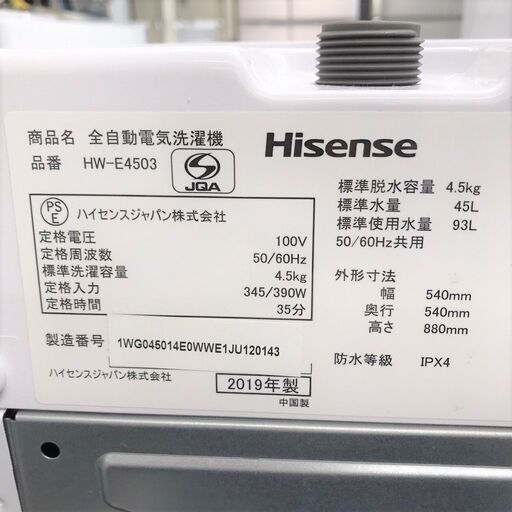 商品名 全自動電気洗濯機
品番 HW-E4503
S
JQA
Hisense
PS
E
ハイセンスジャパン株式会社
定格電圧 100V
定格周波数 50/60Hz
標準洗濯容量 4.5kg
定格入力 345/390W
定格時間 35分
標準脱水容量 4.5kg
標準水量 45L
標準使用水量 93L
50/60Hz共用
外形寸法
幅 540mm
奥行 540mm
高さ 880mm
防水等級 IPX4
製造番号 1WG045014E0WWE1JU120143
ハイセンスジャパン株式会社
2019年製
中国製